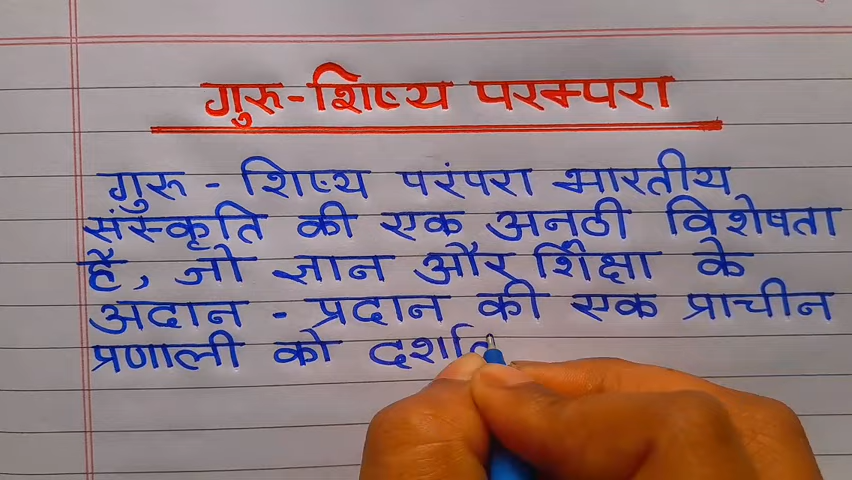 गुरु-शिष्य परम्परा
गुरु - शिष्य परंपरा भारतीय
संस्कृति की एक अनठी विशेषता
है, जो ज्ञान और शिक्षा के
अदान - प्रदान की एक प्राचीन
प्रणाली को